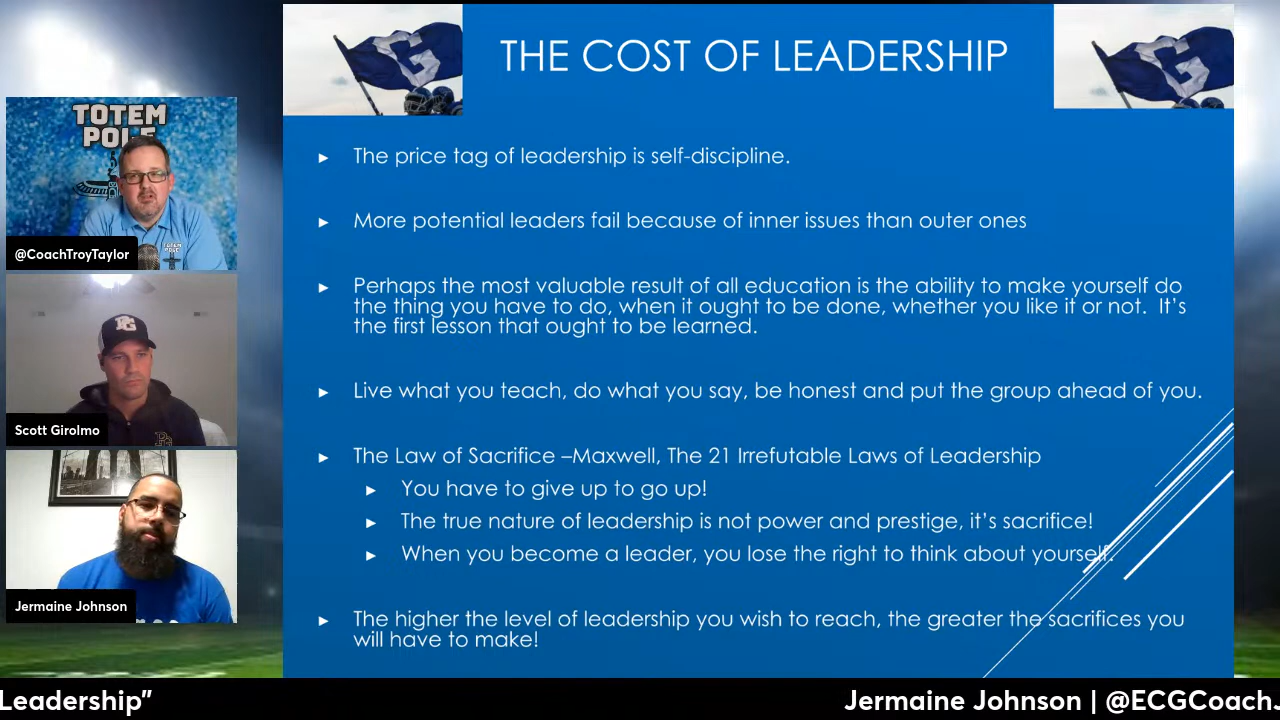 THE COST OF LEADERSHIP
► The price tag of leadership is self-discipline.
► More potential leaders fail because of inner issues than outer ones
► Perhaps the most valuable result of all education is the ability to make yourself do
the thing you have to do, when it ought to be done, whether you like it or not. It's
the first lesson that ought to be learned.
► Live what you teach, do what you say, be honest and put the group ahead of you.
► The Law of Sacrifice –Maxwell, The 21 Irrefutable Laws of Leadership
► You have to give up to go up!
► The true nature of leadership is not power and prestige, it's sacrifice!
► When you become a leader, you lose the right to think about yourself.
► The higher the level of leadership you wish to reach, the greater the sacrifices you
will have to make!
G
G
TOTEM
POLE
TOTEM
POLE
@CoachTroyTaylor
PG
Scott Girolmo
Jermaine Johnson
Leadership”
Jermaine Johnson | @ECGCoachJ